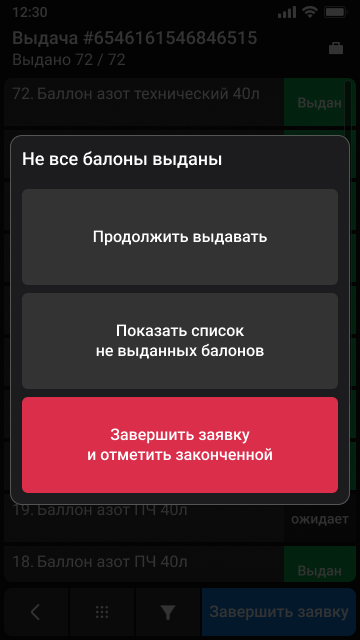 12:30
Выдача #6546161546846515
Выдано 72 / 72
72. Баллон азот технический 40л
Выдан
Не все балоны выданы
Продолжить выдавать
Показать список
не выданных балонов
Завершить заявку
и отметить законченной
19. Баллон азот ПЧ 40л
ожидает
18. Баллон азот ПЧ 40л
Выдан
Завершить заявку